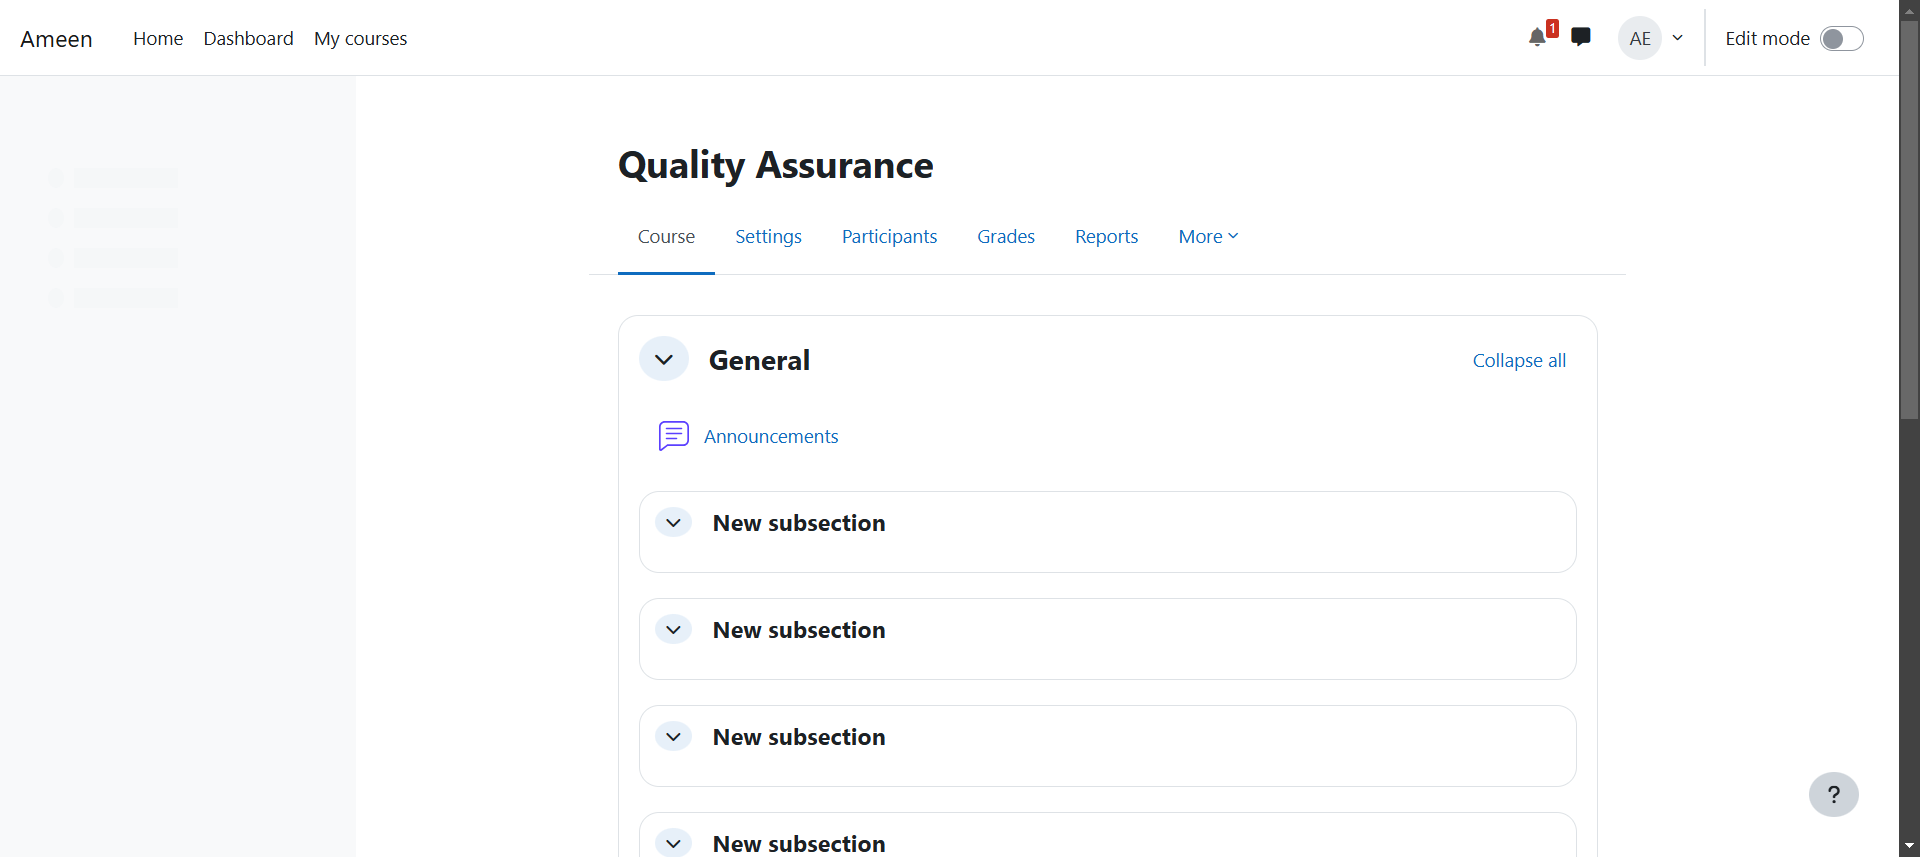 Ameen Home Dashboard My courses 1 AE Edit mode
Quality Assurance
Course Settings Participants Grades Reports More
General Collapse all
Announcements
New subsection
New subsection
New subsection
New subsection
?